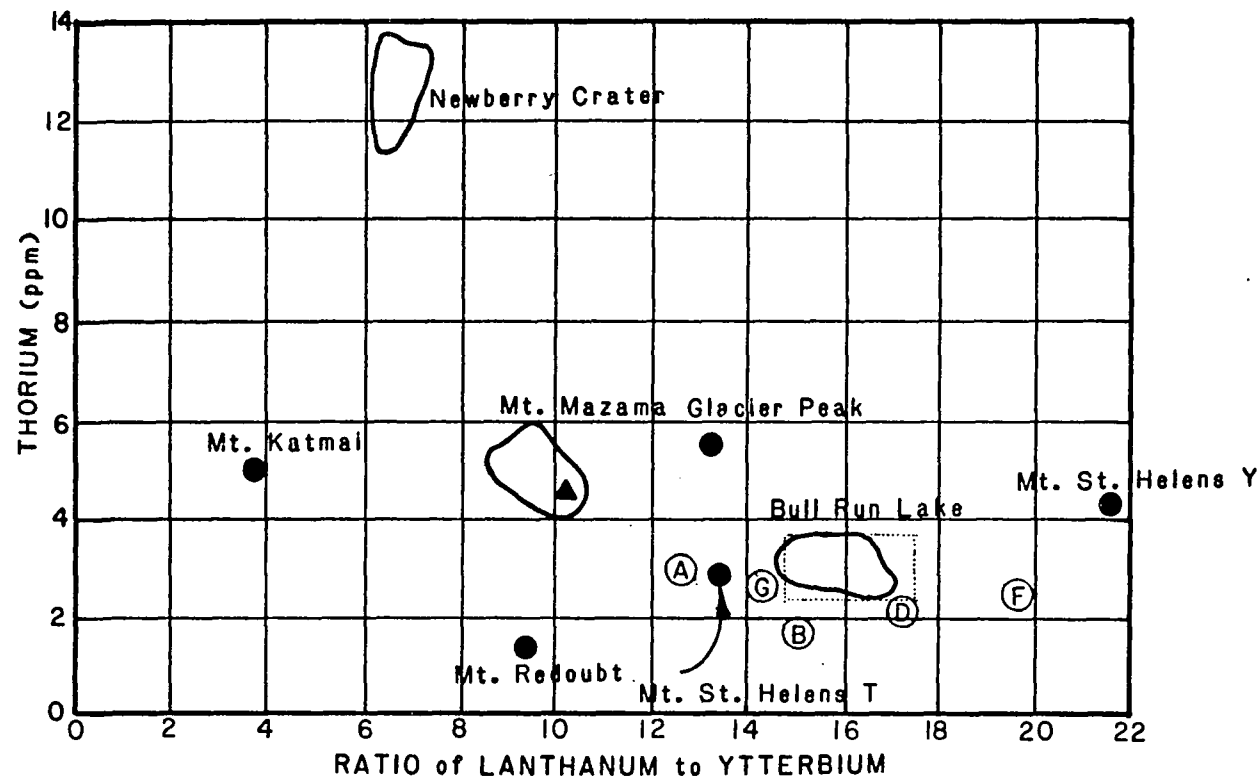 14
Newberry Crater
12
10
8
THORIUM (ppm)
Mt. Mazama Glacier Peak
6
Mt. Katmai
Mt. St. Helens Y
Bull Run Lake
4
A
G
F
D
2
B
Mt. Redoubt
Mt. St. Helens T
0
0 2 4 6 8 10 12 14 16 18 20 22
RATIO of LANTHANUM to YTTERBIUM